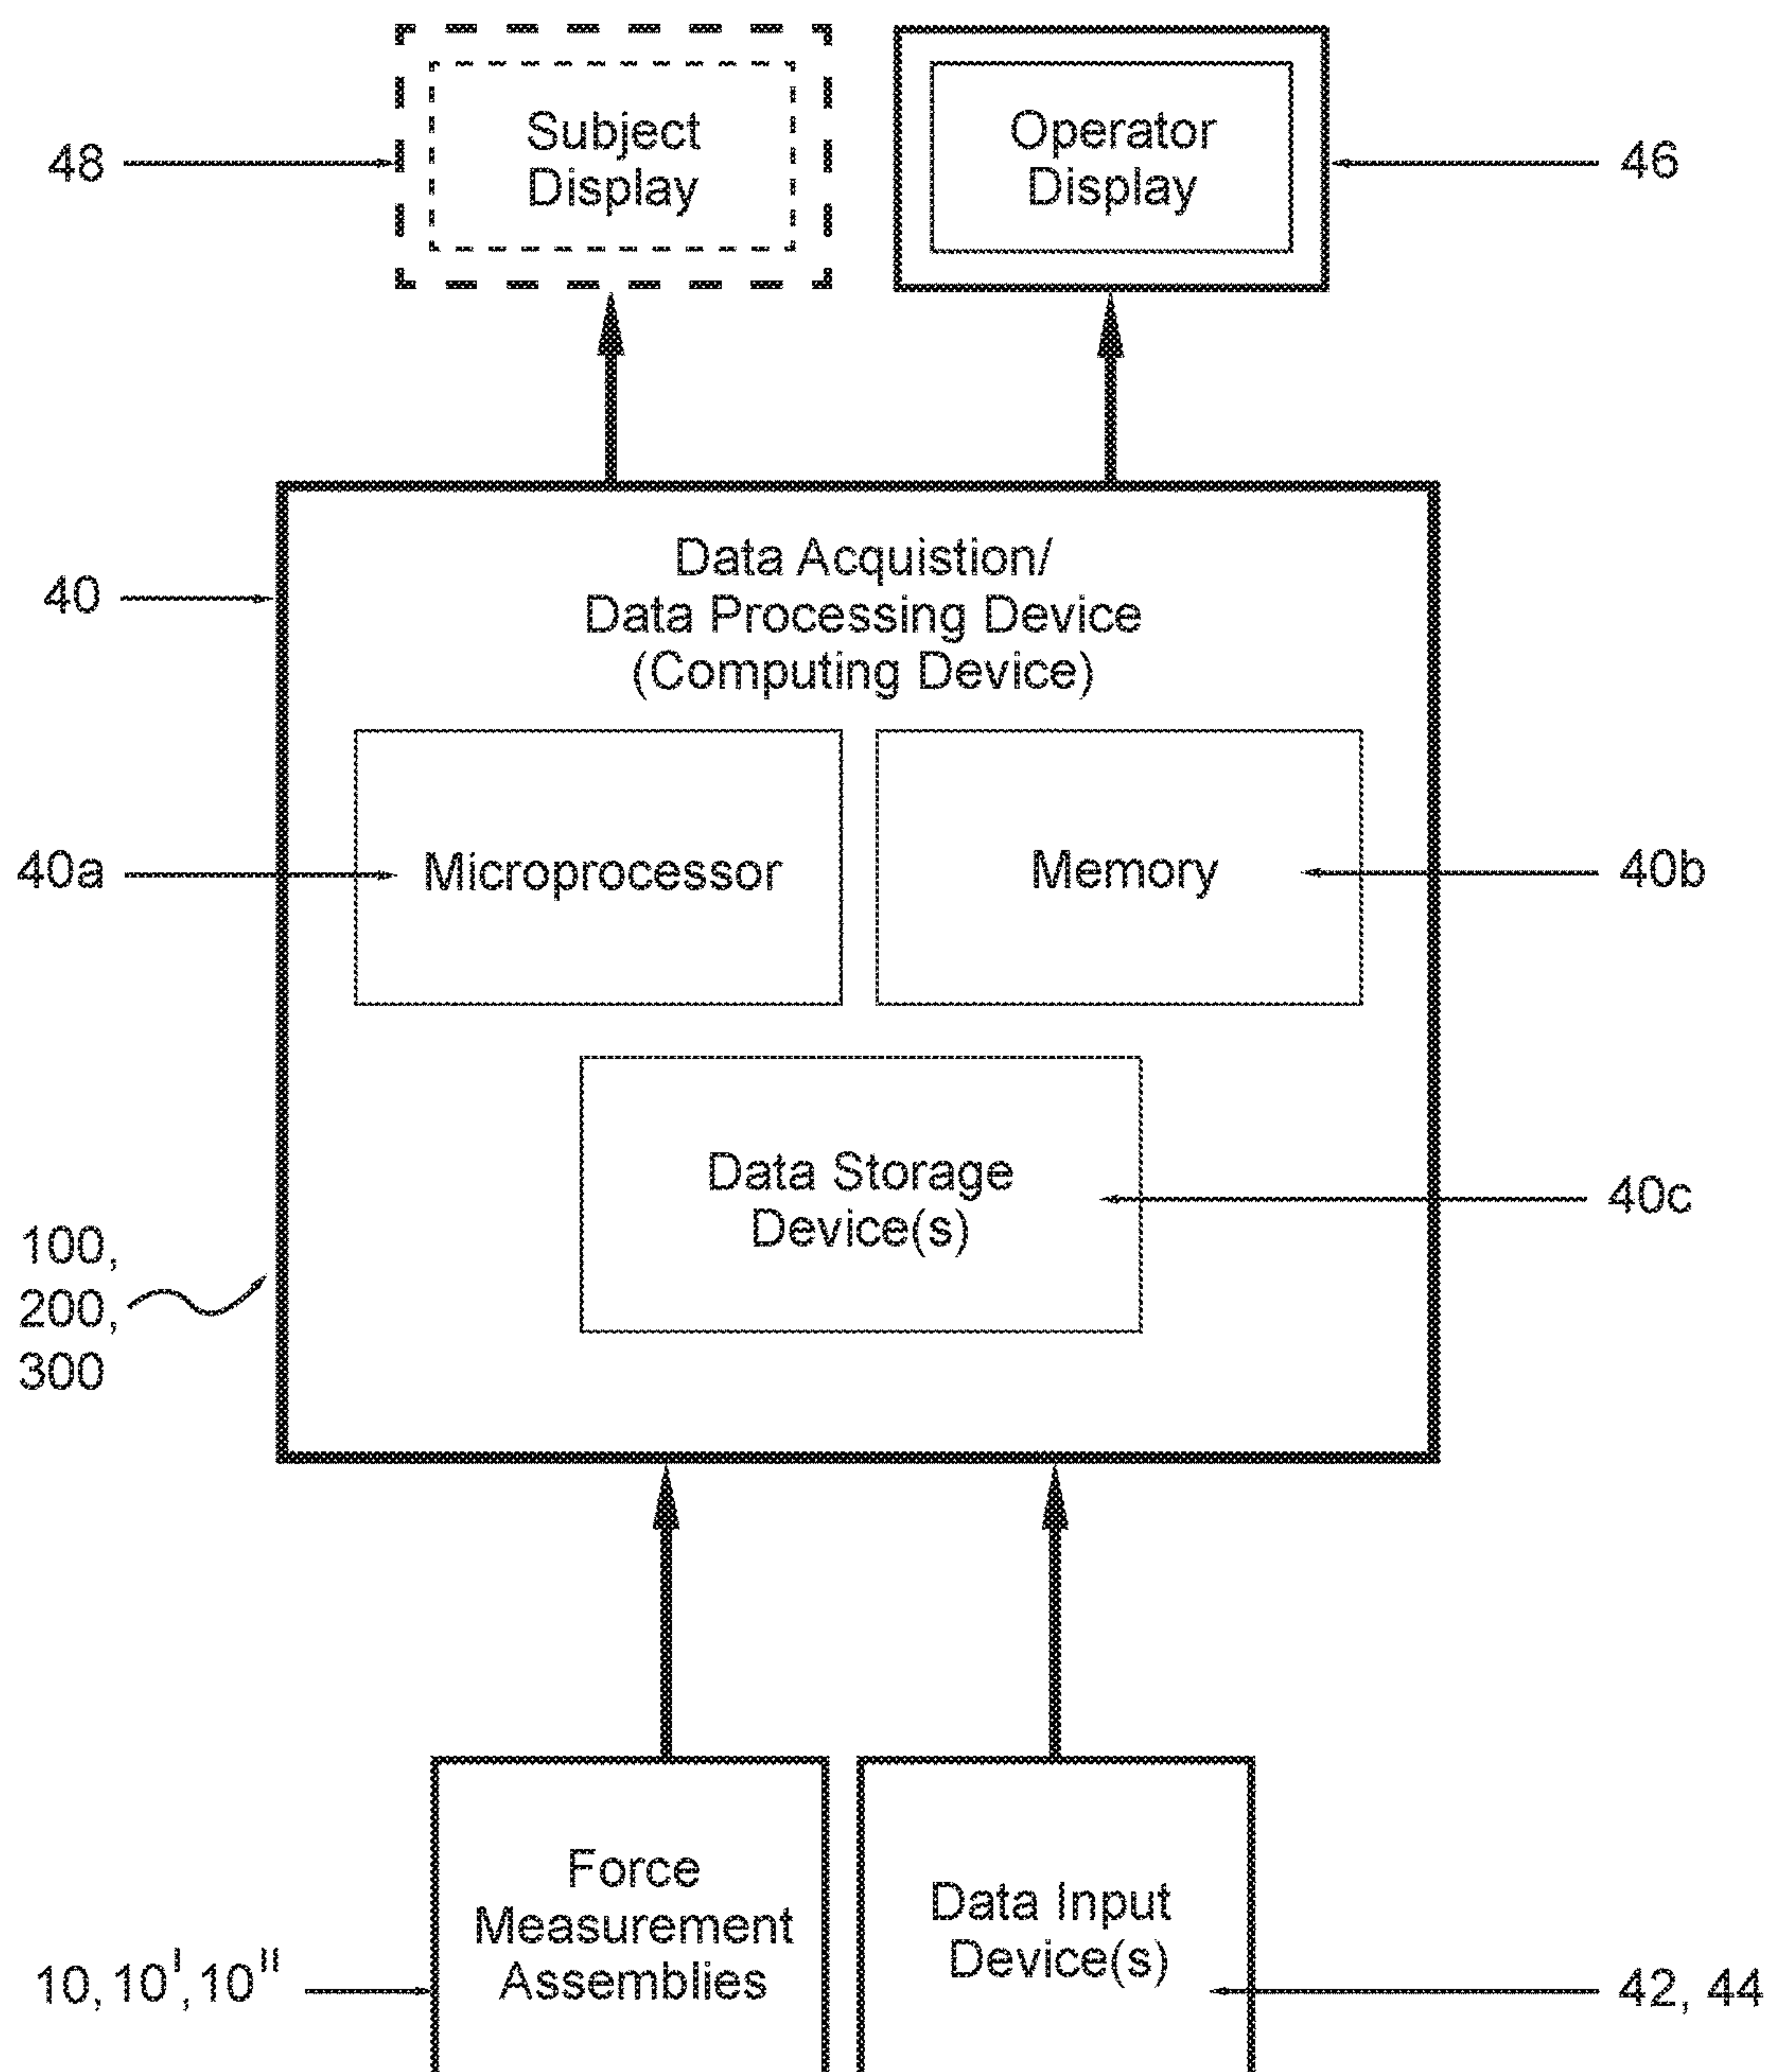 48
Subject
Display
Operator
Display
46
40
Data Acquistion/
Data Processing Device
(Computing Device)
40a
Microprocessor
Memory
40b
Data Storage
Device(s)
40c
100,
200,
300
Force
Measurement
Assemblies
10, 10', 10"
Data Input
Device(s)
42, 44